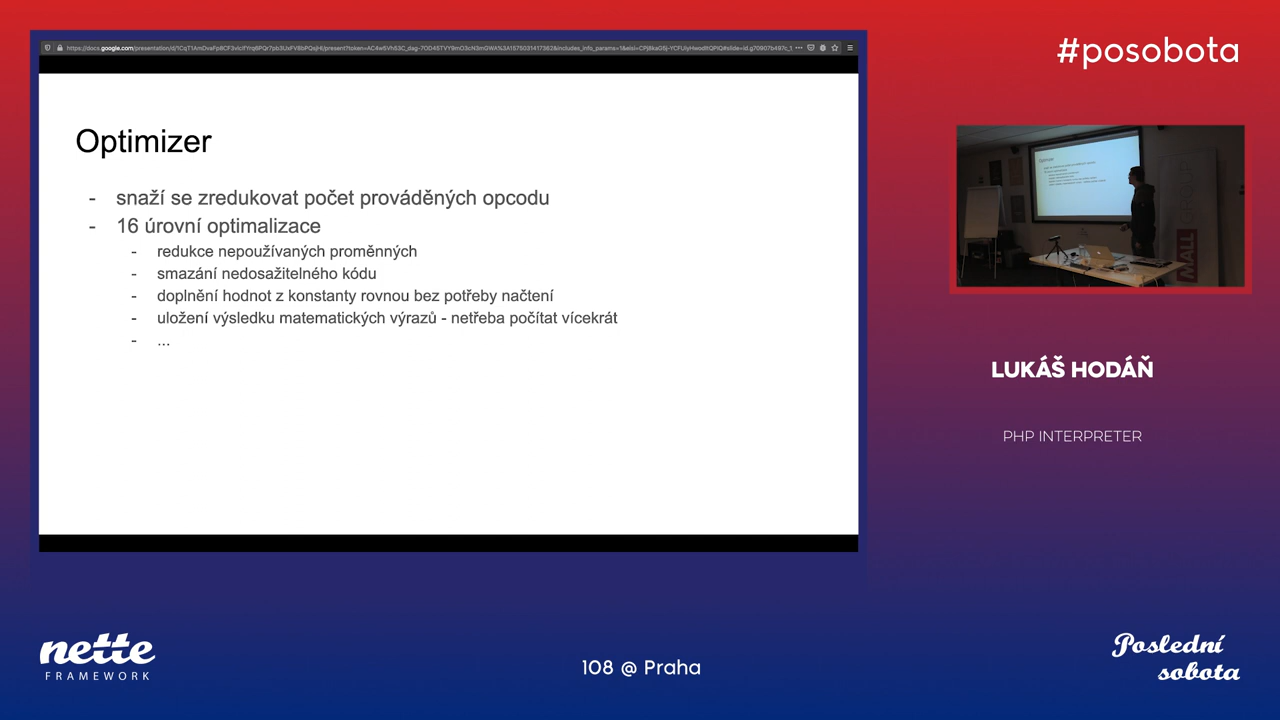 #posobota
Optimizer
- snaží se zredukovat počet prováděných opcodu
- 16 úrovní optimalizace
- redukce nepoužívaných proměnných
- smazání nedosažitelného kódu
- doplnění hodnot z konstanty rovnou bez potřeby načtení
- uložení výsledku matematických výrazů - netřeba počítat vícekrát
- ...
MALL GROUP
LUKÁŠ HODÁŇ
PHP INTERPRETER
nette
FRAMEWORK
108 @ Praha
Poslední
sobota